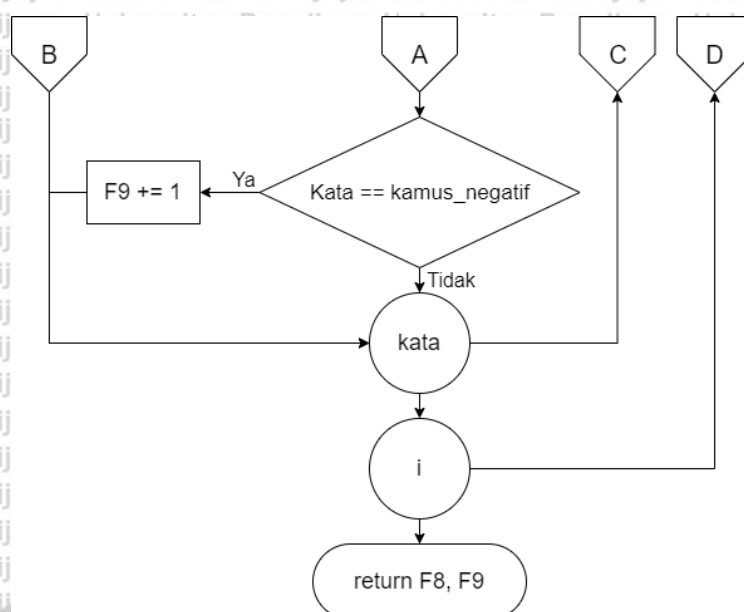 B
A
C
D
F9 += 1
Ya
Kata == kamus_negatif
Tidak
kata
i
return F8, F9